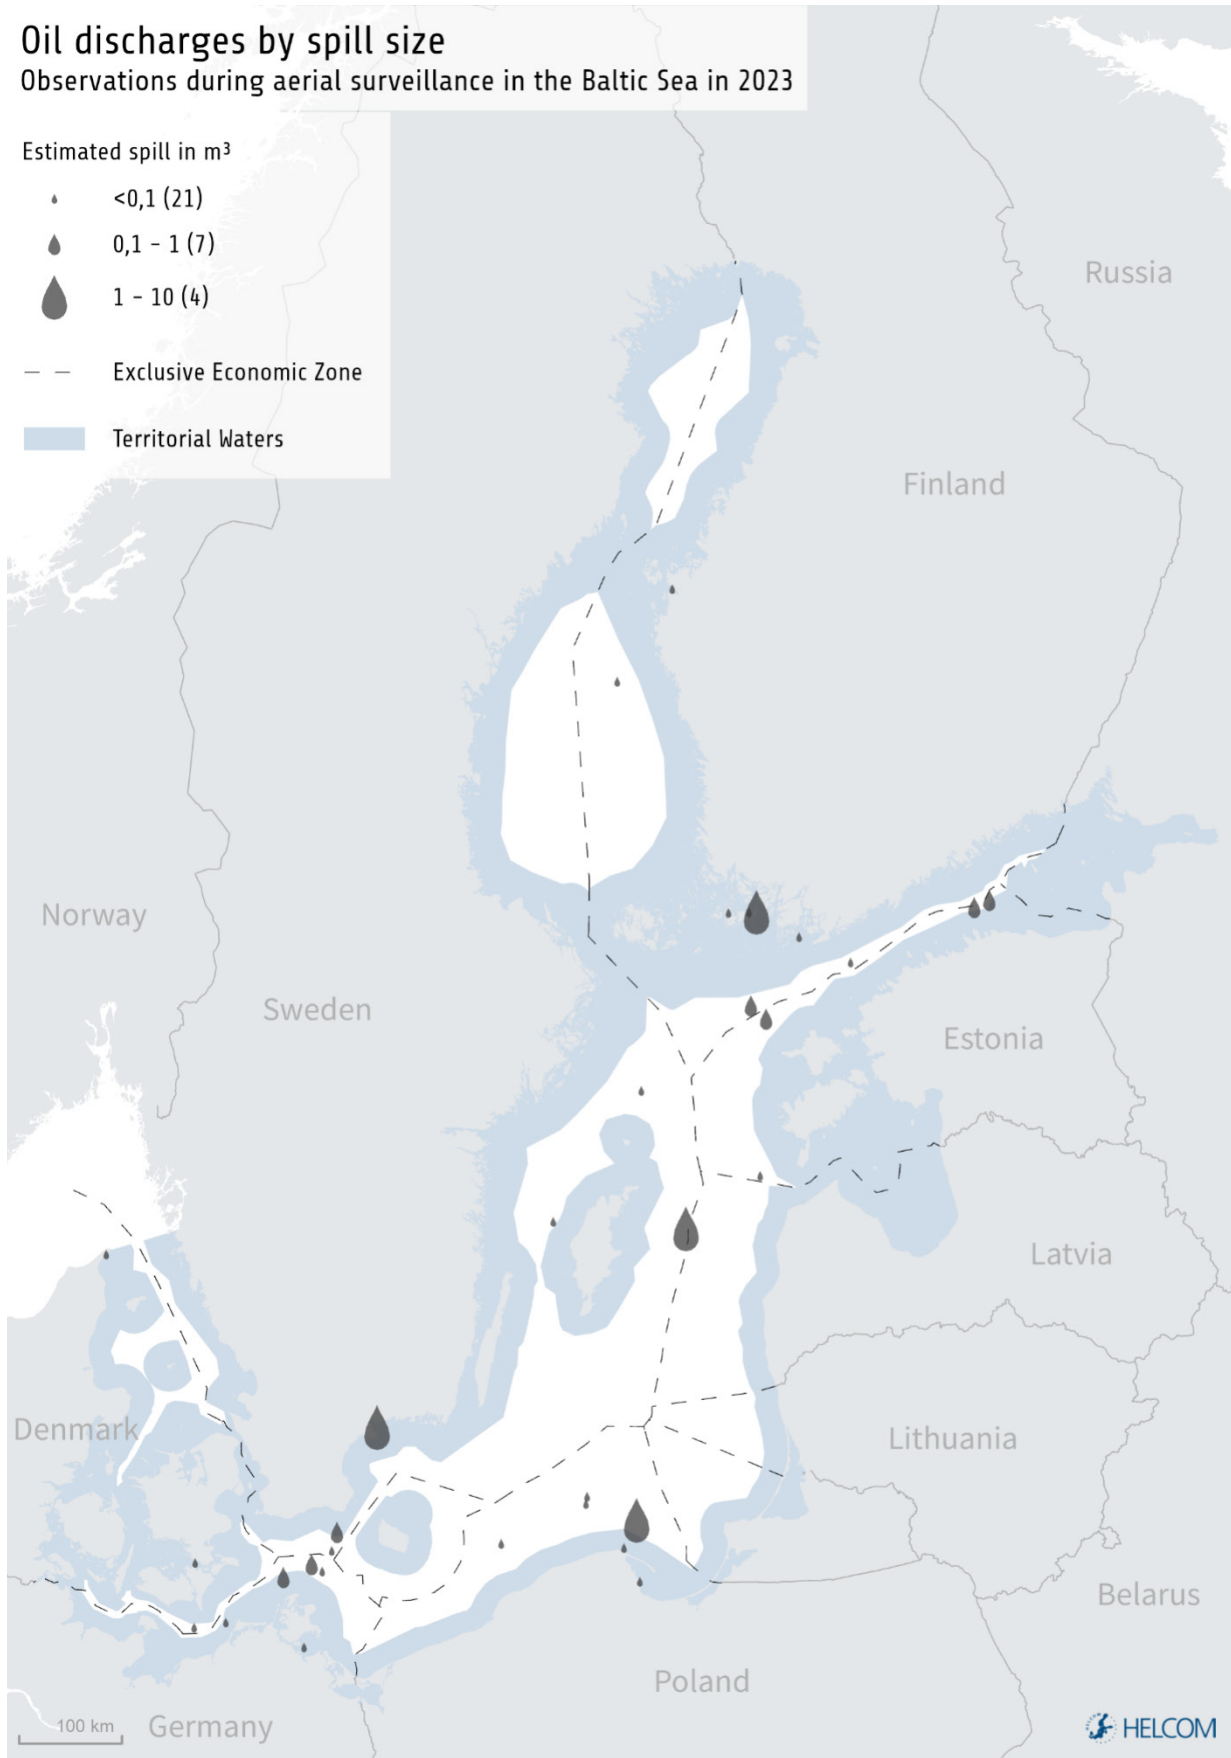 Oil discharges by spill size
Observations during aerial surveillance in the Baltic Sea in 2023
Estimated spill in m³
<0,1 (21)
0,1 - 1 (7)
1 - 10 (4)
Exclusive Economic Zone
Territorial Waters
Russia
Finland
Norway
Sweden
Estonia
Latvia
Denmark
Lithuania
Belarus
Poland
Germany
100 km
HELCOM